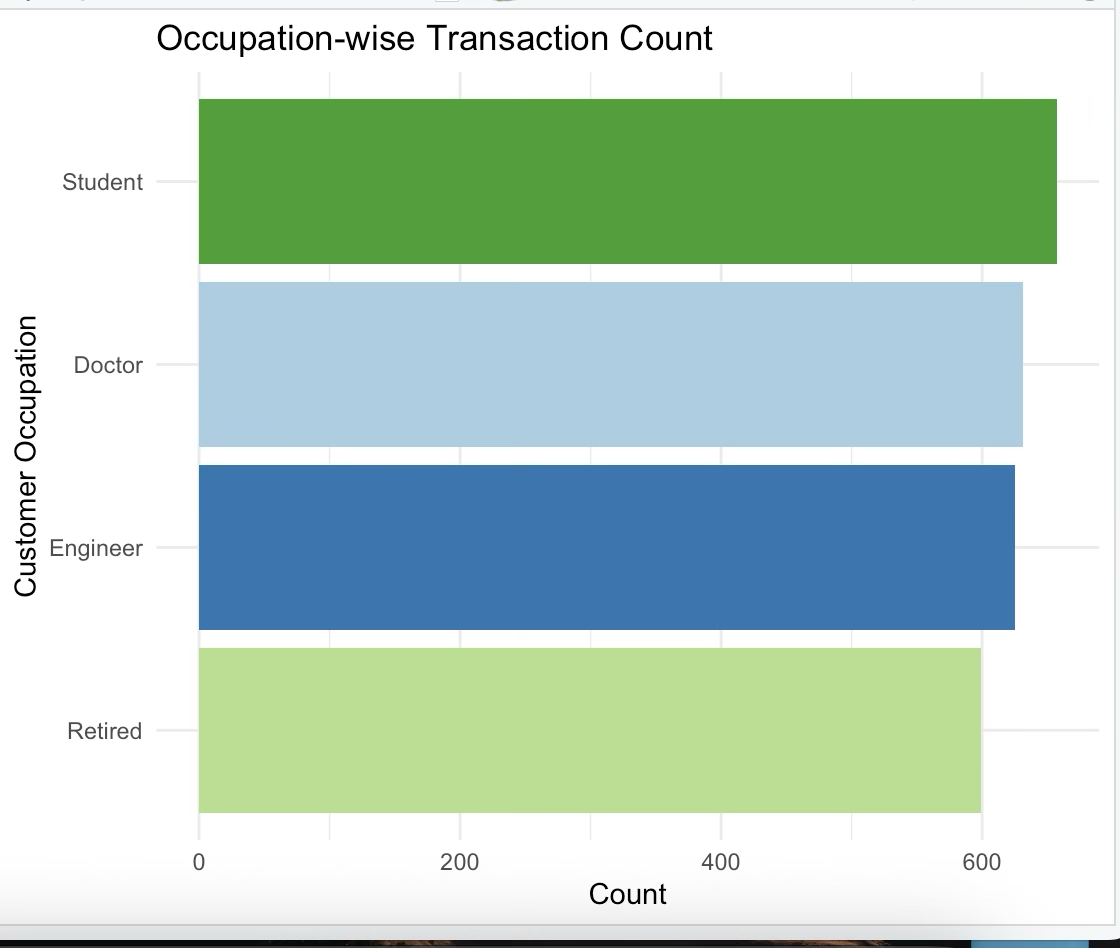 Occupation-wise Transaction Count
Student
Doctor
Engineer
Retired
Customer Occupation
0 200 400 600
Count